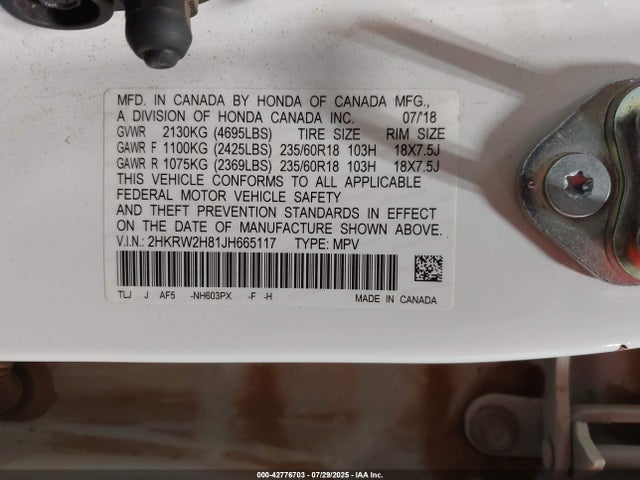 MFD. IN CANADA BY HONDA OF CANADA MFG.,
A DIVISION OF HONDA CANADA INC. 07/'18
GVWR 2130KG (4695LBS) TIRE SIZE RIM SIZE
GAWR F 1100KG (2425LBS) 235/60R18 103H 18X7.5J
GAWR R 1075KG (2369LBS) 235/60R18 103H 18X7.5J
THIS VEHICLE CONFORMS TO ALL APPLICABLE
FEDERAL MOTOR VEHICLE SAFETY
AND THEFT PREVENTION STANDARDS IN EFFECT
ON THE DATE OF MANUFACTURE SHOWN ABOVE.
V.I.N.: 2HKRW2H81JH665117 TYPE: MPV
TLJ J AF5 -NH603PX -F -H MADE IN CANADA
000-42776703 - 07/29/2025 - IAA Inc.